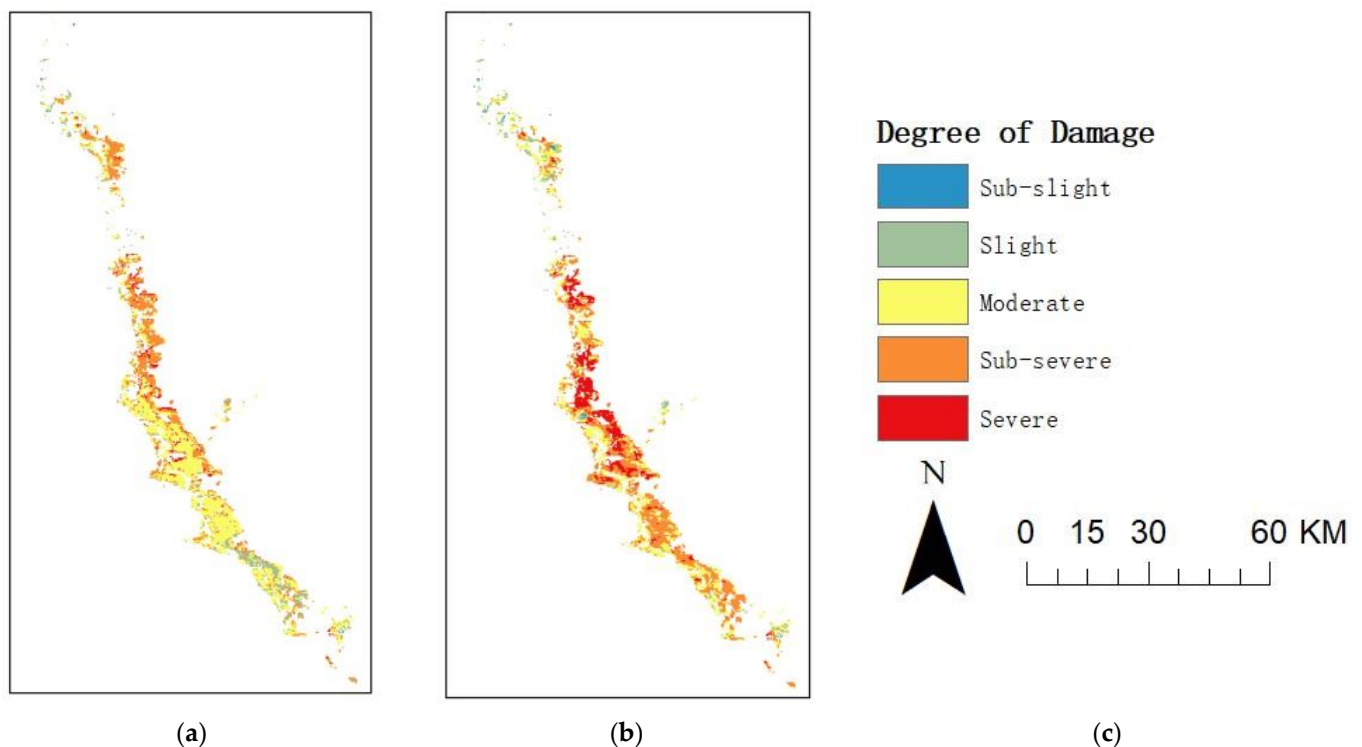 Degree of Damage
Sub-slight
Slight
Moderate
Sub-severe
Severe
N
0 15 30 60 KM
(a) (b) (c)